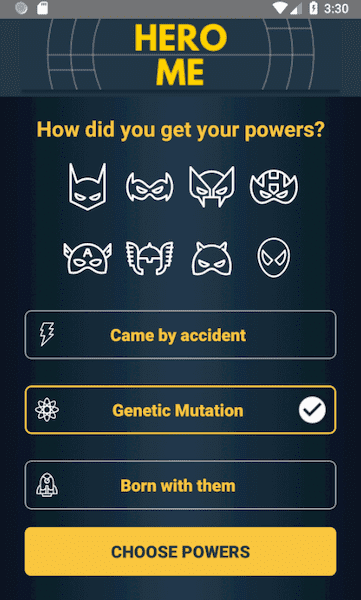 3:30
HERO
ME
How did you get your powers?
A
Came by accident
Genetic Mutation
Born with them
CHOOSE POWERS